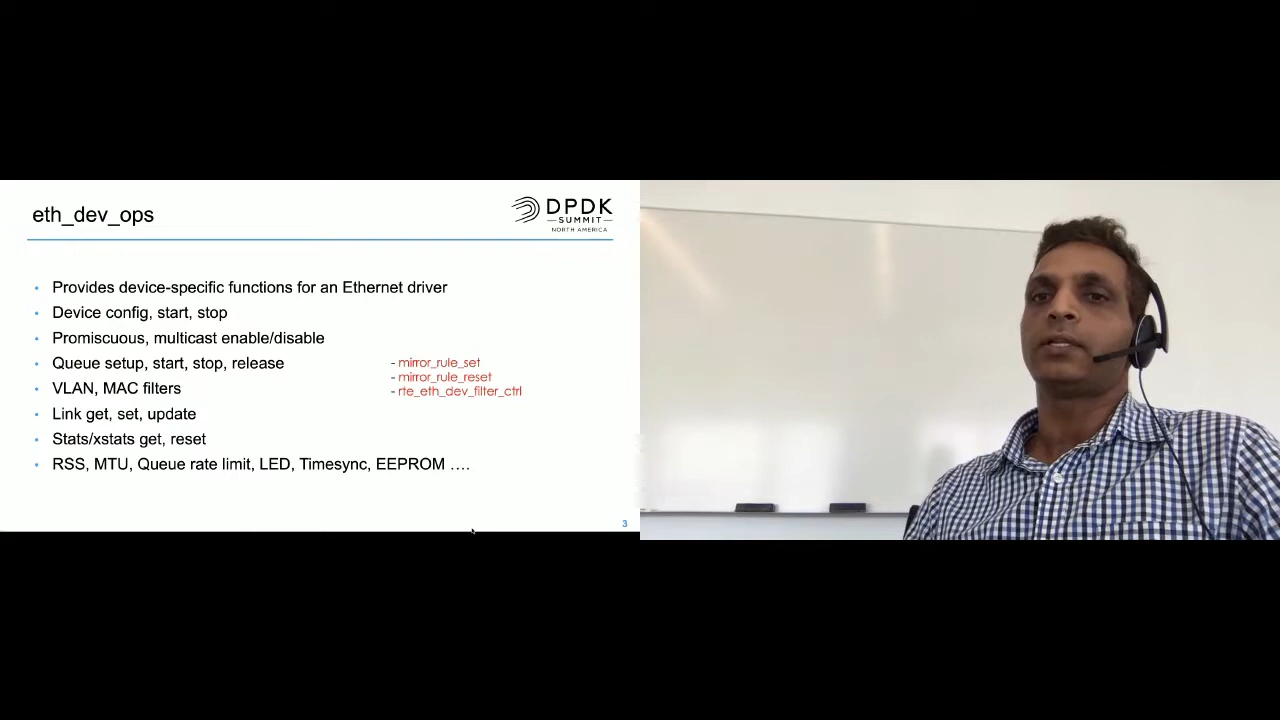 eth_dev_ops
DPDK
SUMMIT
NORTH AMERICA
Provides device-specific functions for an Ethernet driver
Device config, start, stop
Promiscuous, multicast enable/disable
Queue setup, start, stop, release
VLAN, MAC filters
Link get, set, update
Stats/xstats get, reset
RSS, MTU, Queue rate limit, LED, Timesync, EEPROM ....
- mirror_rule_set
- mirror_rule_reset
- rte_eth_dev_filter_ctrl
3